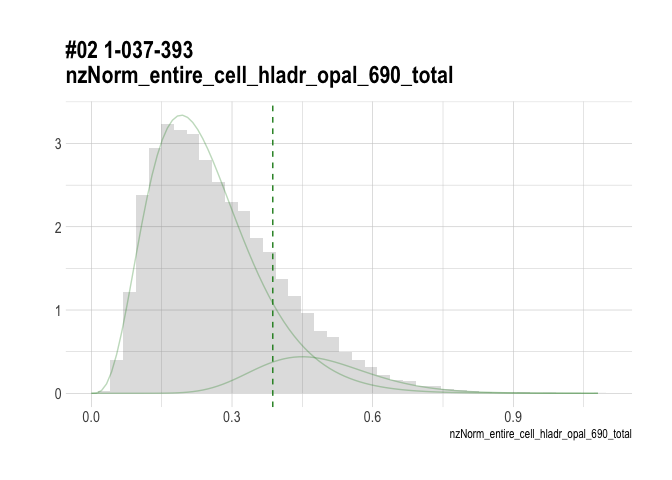 #02 1-037-393
nzNorm_entire_cell_hladr_opal_690_total
3
2
1
0
0.0 0.3 0.6 0.9
nzNorm_entire_cell_hladr_opal_690_total